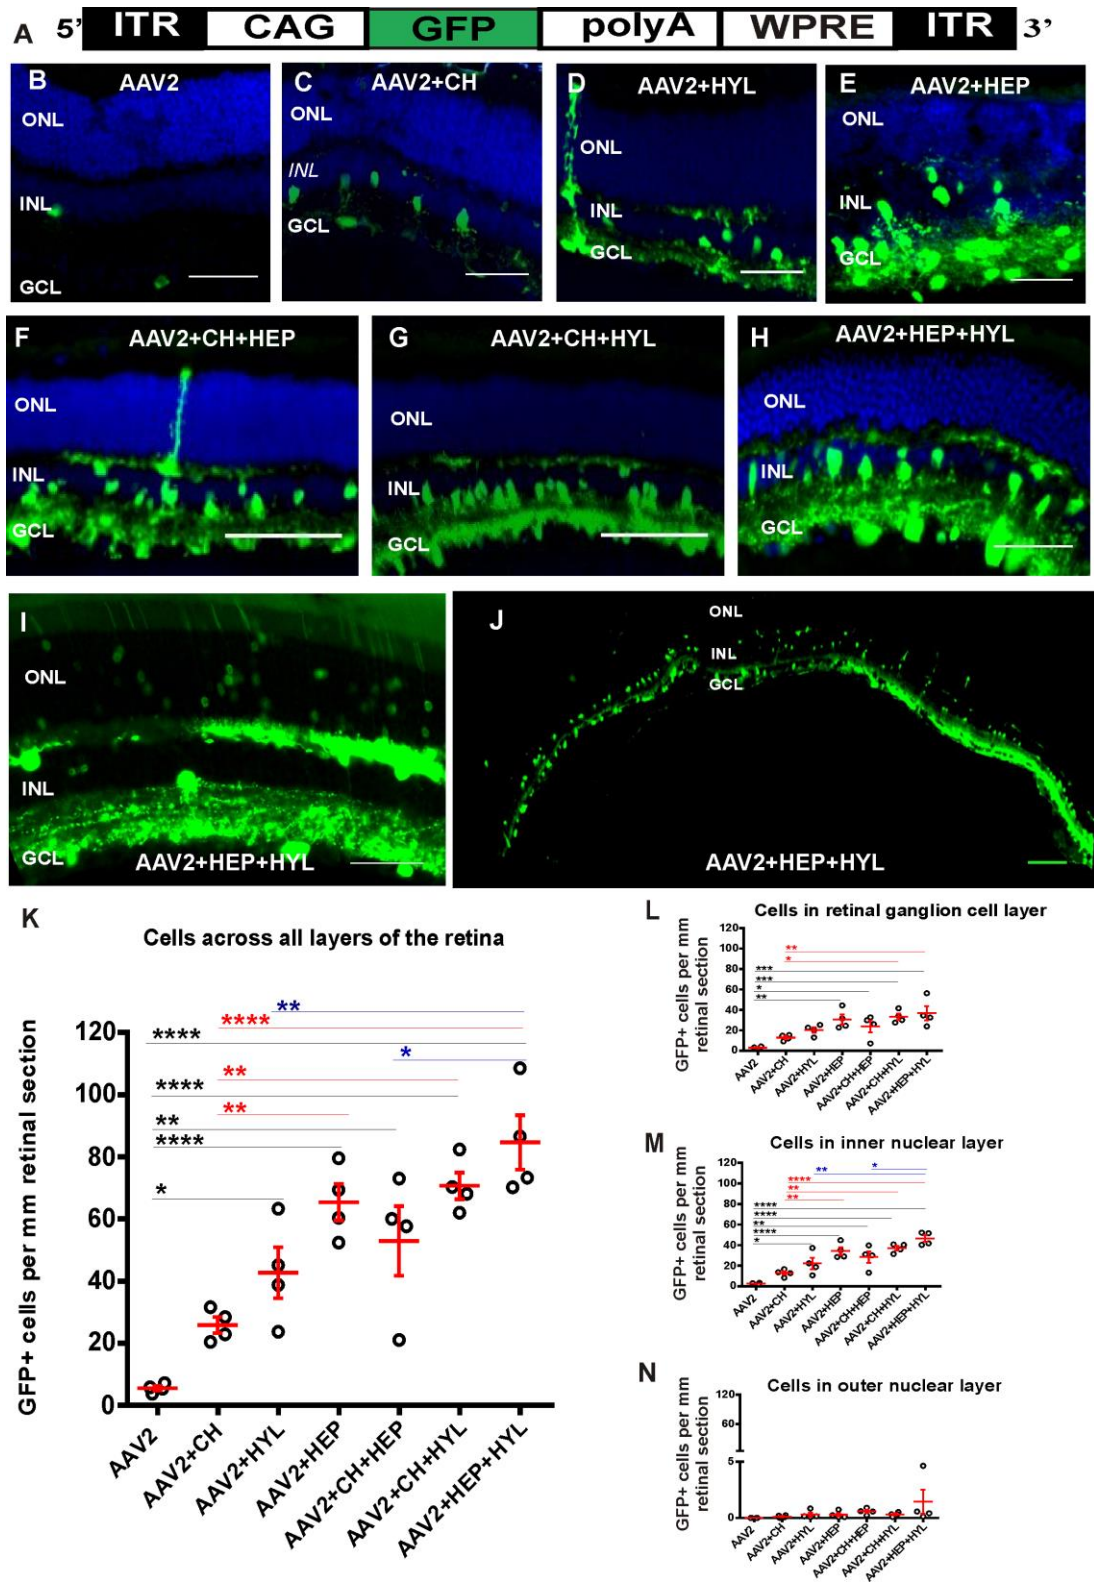 A 5' ITR CAG GFP polyA WPRE ITR 3'
B AAV2
ONL
INL
GCL
C AAV2+CH
ONL
INL
GCL
D AAV2+HYL
ONL
INL
GCL
E AAV2+HEP
ONL
INL
GCL
F AAV2+CH+HEP
ONL
INL
GCL
G AAV2+CH+HYL
ONL
INL
GCL
H AAV2+HEP+HYL
ONL
INL
GCL
I
ONL
INL
GCL
AAV2+HEP+HYL
J
ONL
INL
GCL
AAV2+HEP+HYL
K
Cells across all layers of the retina
GFP+ cells per mm retinal section
120
100
80
60
40
20
0
**
****
****
*
**
****
**
**
****
*
AAV2
AAV2+CH
AAV2+HYL
AAV2+HEP
AAV2+CH+HEP
AAV2+CH+HYL
AAV2+HEP+HYL
L
Cells in retinal ganglion cell layer
GFP+ cells per mm
retinal section
120
100
80
60
40
20
0
**
*
***
***
*
**
AAV2
AAV2+CH
AAV2+HYL
AAV2+HEP
AAV2+CH+HEP
AAV2+CH+HYL
AAV2+HEP+HYL
M
Cells in inner nuclear layer
GFP+ cells per mm
retinal section
120
100
80
60
40
20
0
*
**
****
**
**
****
****
**
****
*
AAV2
AAV2+CH
AAV2+HYL
AAV2+HEP
AAV2+CH+HEP
AAV2+CH+HYL
AAV2+HEP+HYL
N
Cells in outer nuclear layer
GFP+ cells per mm
retinal section
120
60
5
0
AAV2
AAV2+CH
AAV2+HYL
AAV2+HEP
AAV2+CH+HEP
AAV2+CH+HYL
AAV2+HEP+HYL